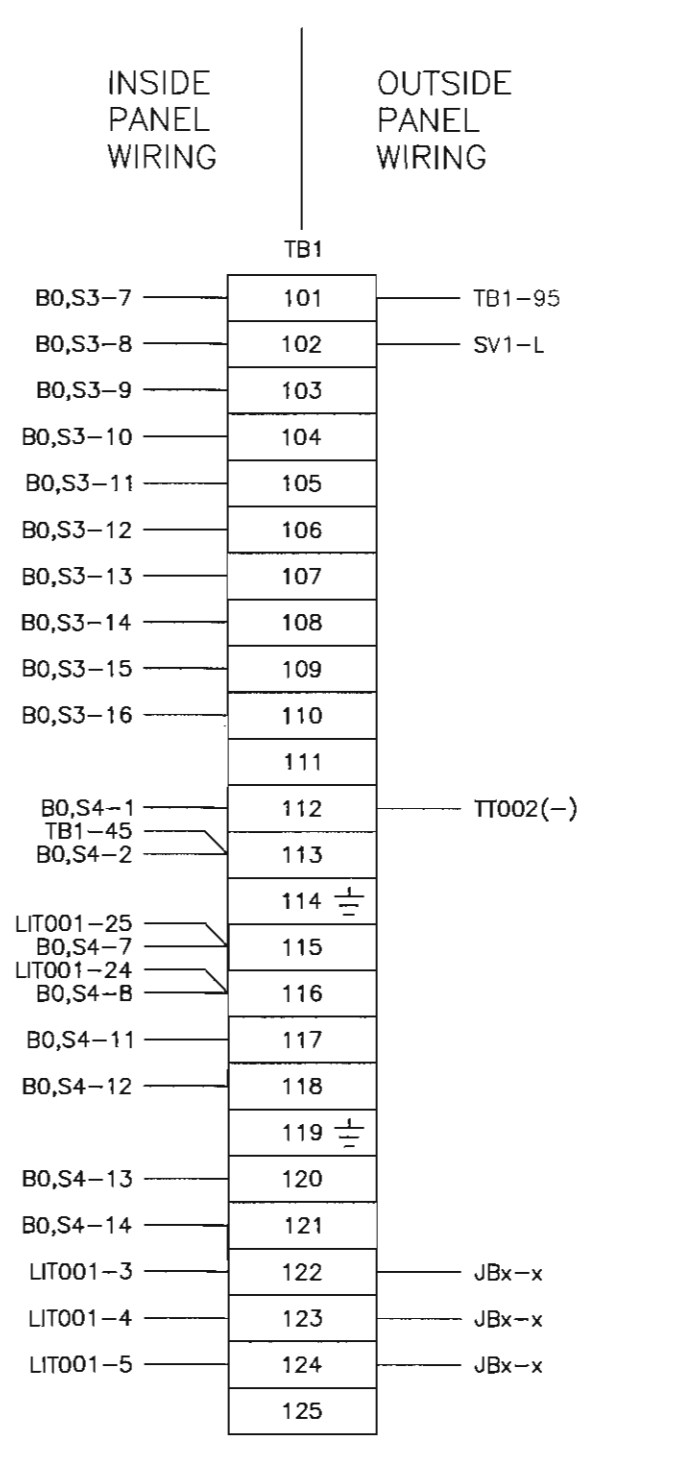 INSIDE PANEL WIRING
OUTSIDE PANEL WIRING
TB1
B0,S3-7 101 TB1-95
B0,S3-8 102 SV1-L
B0,S3-9 103
B0,S3-10 104
B0,S3-11 105
B0,S3-12 106
B0,S3-13 107
B0,S3-14 108
B0,S3-15 109
B0,S3-16 110
111
B0,S4-1 112 TT002(-)
TB1-45
B0,S4-2 113
114
LIT001-25
B0,S4-7 115
LIT001-24
B0,S4-8 116
B0,S4-11 117
B0,S4-12 118
119
B0,S4-13 120
B0,S4-14 121
LIT001-3 122 JBx-x
LIT001-4 123 JBx-x
LIT001-5 124 JBx-x
125